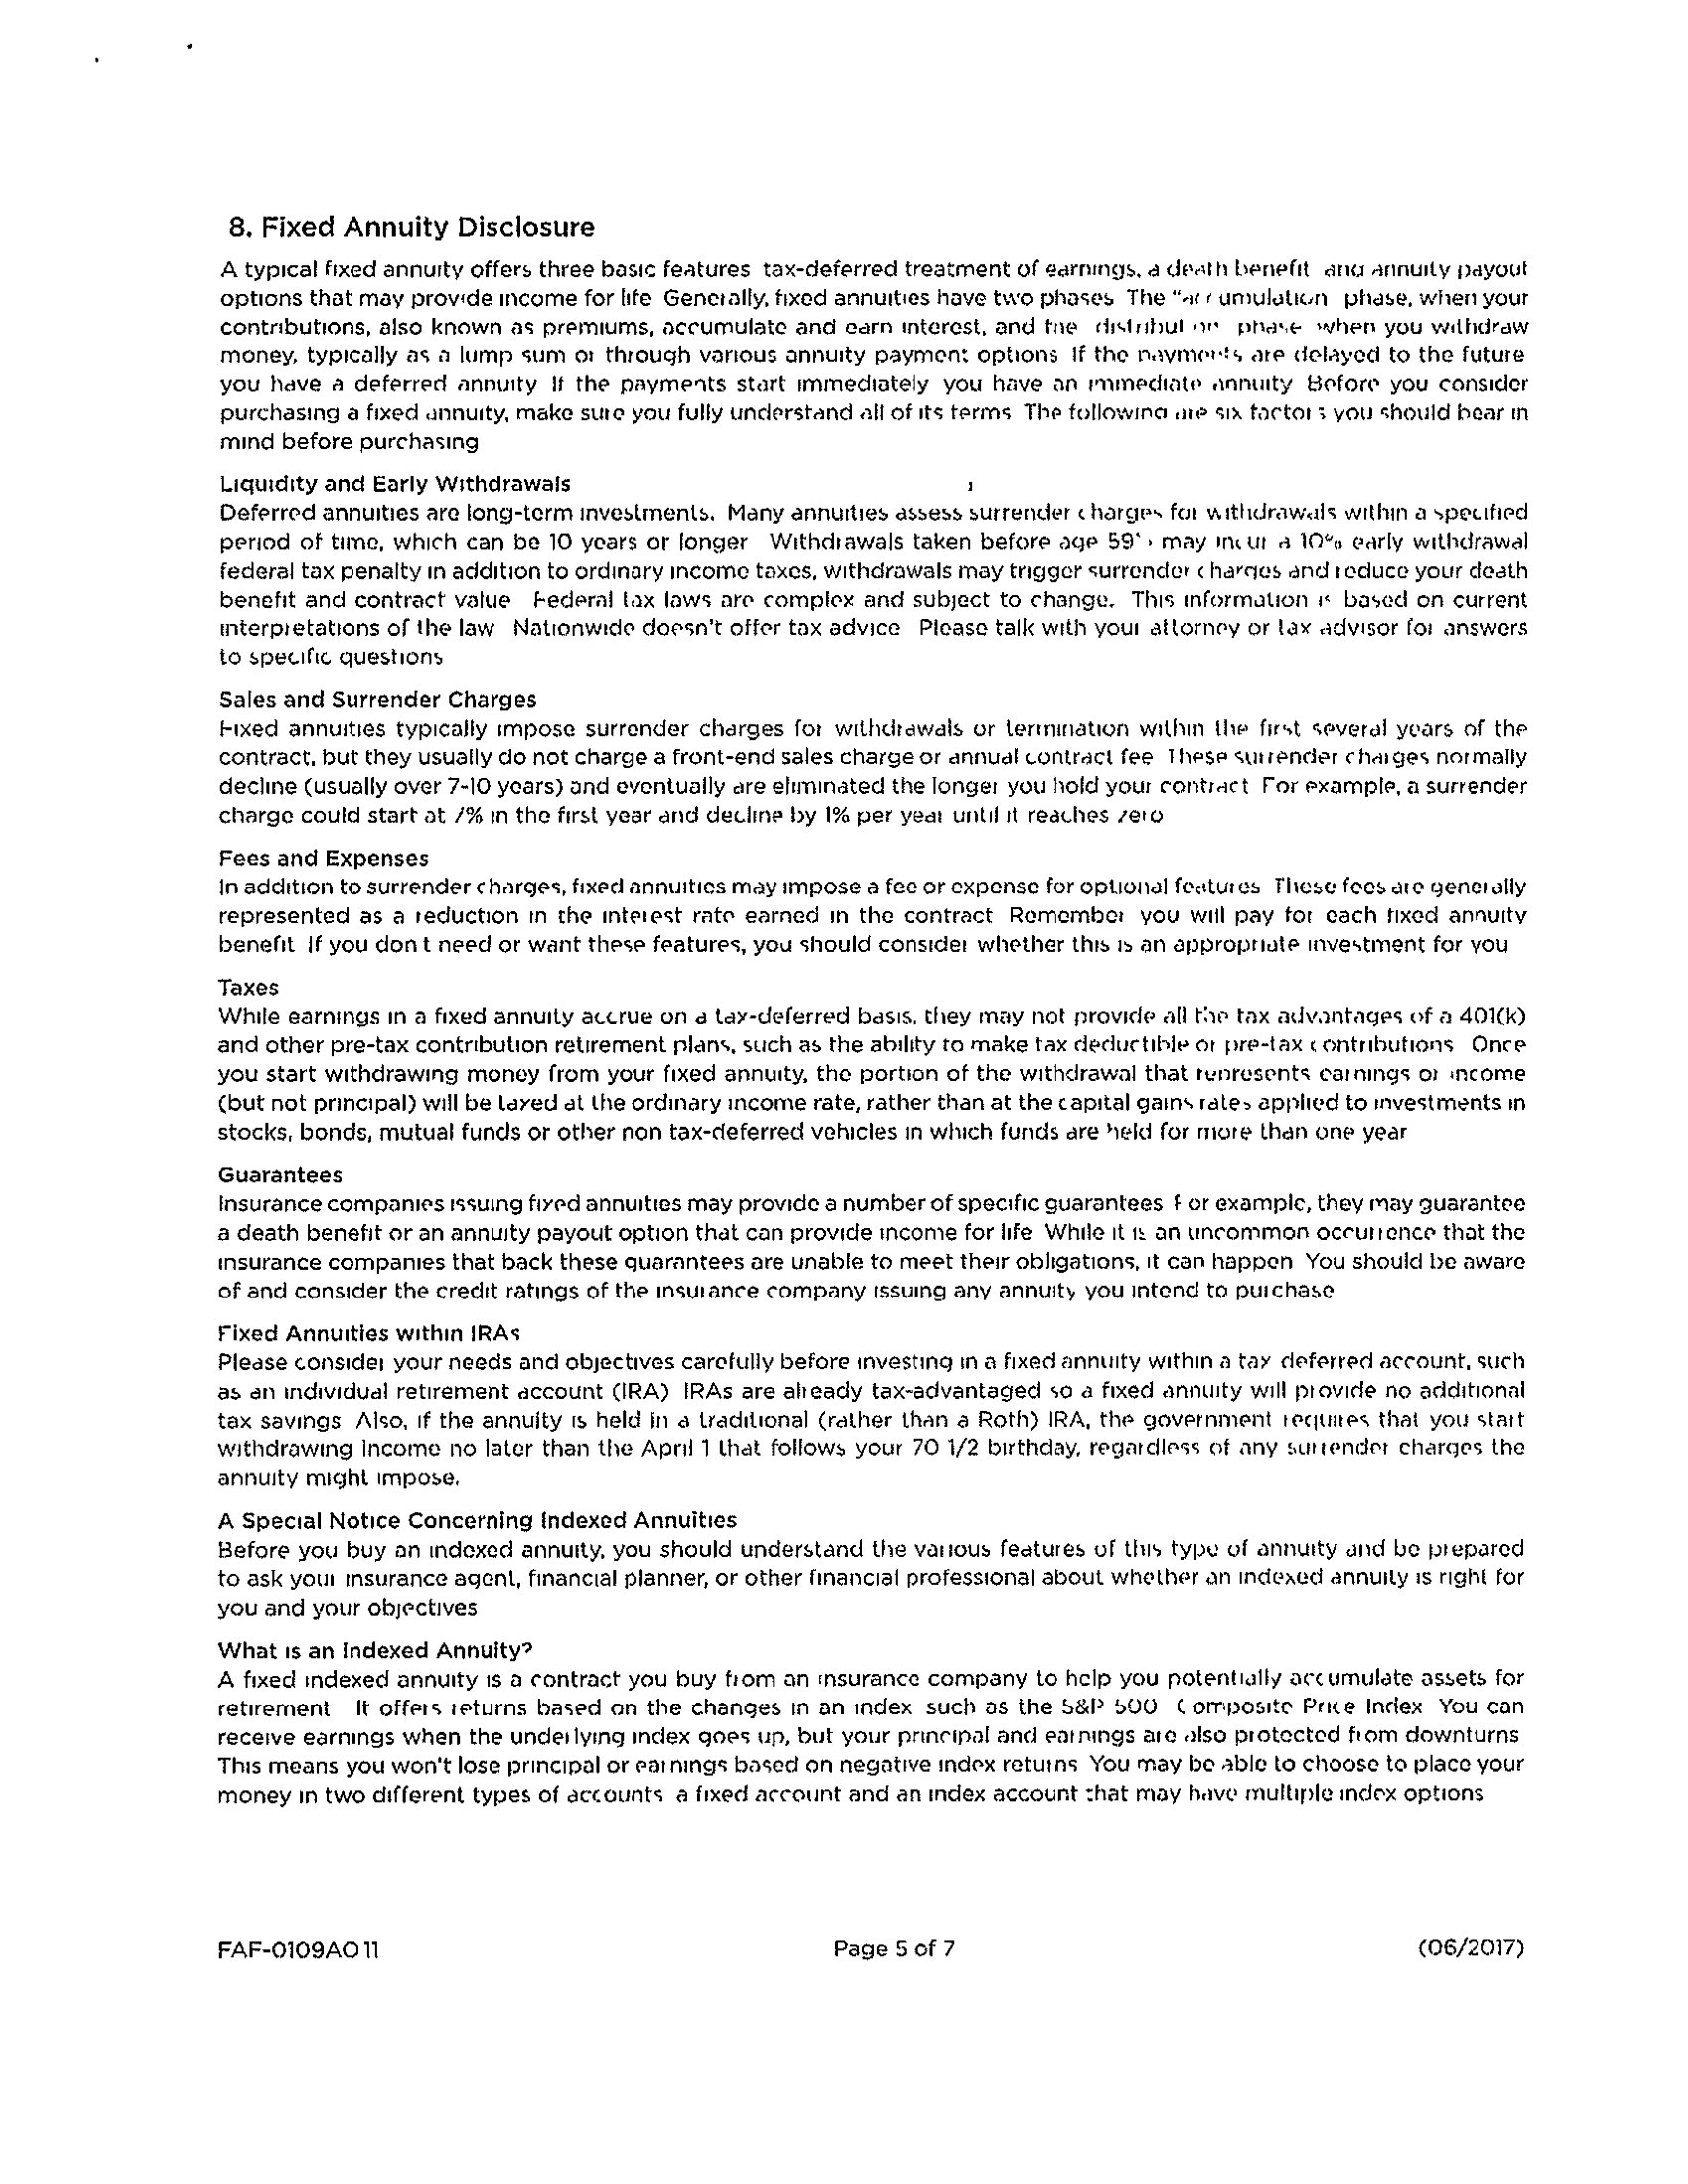 8. Fixed Annuity Disclosure
A typical fixed annuity offers three basic features tax-deferred treatment of earnings, a death benefit and annuity payout
options that may provide income for life Generally, fixed annuities have two phases The "accumulation phase, when your
contributions, also known as premiums, accumulate and earn interest, and the distribution phase when you withdraw
money, typically as a lump sum or through various annuity payment options If the payments are delayed to the future
you have a deferred annuity If the payments start immediately you have an immediate annuity Before you consider
purchasing a fixed annuity, make sure you fully understand all of its terms The following are six factors you should bear in
mind before purchasing
Liquidity and Early Withdrawals
Deferred annuities are long-term investments. Many annuities assess surrender charges for withdrawals within a specified
period of time, which can be 10 years or longer Withdrawals taken before age 59½ may incur a 10% early withdrawal
federal tax penalty in addition to ordinary income taxes, withdrawals may trigger surrender charges and reduce your death
benefit and contract value Federal tax laws are complex and subject to change. This information is based on current
interpretations of the law Nationwide doesn't offer tax advice Please talk with your attorney or tax advisor for answers
to specific questions
Sales and Surrender Charges
Fixed annuities typically impose surrender charges for withdrawals or termination within the first several years of the
contract, but they usually do not charge a front-end sales charge or annual contract fee These surrender charges normally
decline (usually over 7-10 years) and eventually are eliminated the longer you hold your contract For example, a surrender
charge could start at 7% in the first year and decline by 1% per year until it reaches zero
Fees and Expenses
In addition to surrender charges, fixed annuities may impose a fee or expense for optional features These fees are generally
represented as a reduction in the interest rate earned in the contract Remember you will pay for each fixed annuity
benefit If you don t need or want these features, you should consider whether this is an appropriate investment for you
Taxes
While earnings in a fixed annuity accrue on a tax-deferred basis, they may not provide all the tax advantages of a 401(k)
and other pre-tax contribution retirement plans, such as the ability to make tax deductible or pre-tax contributions Once
you start withdrawing money from your fixed annuity, the portion of the withdrawal that represents earnings or income
(but not principal) will be taxed at the ordinary income rate, rather than at the capital gains rates applied to investments in
stocks, bonds, mutual funds or other non tax-deferred vehicles in which funds are held for more than one year
Guarantees
Insurance companies issuing fixed annuities may provide a number of specific guarantees For example, they may guarantee
a death benefit or an annuity payout option that can provide income for life While it is an uncommon occurrence that the
insurance companies that back these guarantees are unable to meet their obligations, it can happen You should be aware
of and consider the credit ratings of the insurance company issuing any annuity you intend to purchase
Fixed Annuities within IRAs
Please consider your needs and objectives carefully before investing in a fixed annuity within a tax deferred account, such
as an individual retirement account (IRA) IRAs are already tax-advantaged so a fixed annuity will provide no additional
tax savings Also, if the annuity is held in a traditional (rather than a Roth) IRA, the government requires that you start
withdrawing income no later than the April 1 that follows your 70 1/2 birthday, regardless of any surrender charges the
annuity might impose.
A Special Notice Concerning Indexed Annuities
Before you buy an indexed annuity, you should understand the various features of this type of annuity and be prepared
to ask your insurance agent, financial planner, or other financial professional about whether an indexed annuity is right for
you and your objectives
What is an Indexed Annuity?
A fixed indexed annuity is a contract you buy from an insurance company to help you potentially accumulate assets for
retirement It offers returns based on the changes in an index such as the S&P 500 Composite Price Index You can
receive earnings when the underlying index goes up, but your principal and earnings are also protected from downturns
This means you won't lose principal or earnings based on negative index returns You may be able to choose to place your
money in two different types of accounts a fixed account and an index account that may have multiple index options
FAF-0109AO 11 Page 5 of 7 (06/2017)